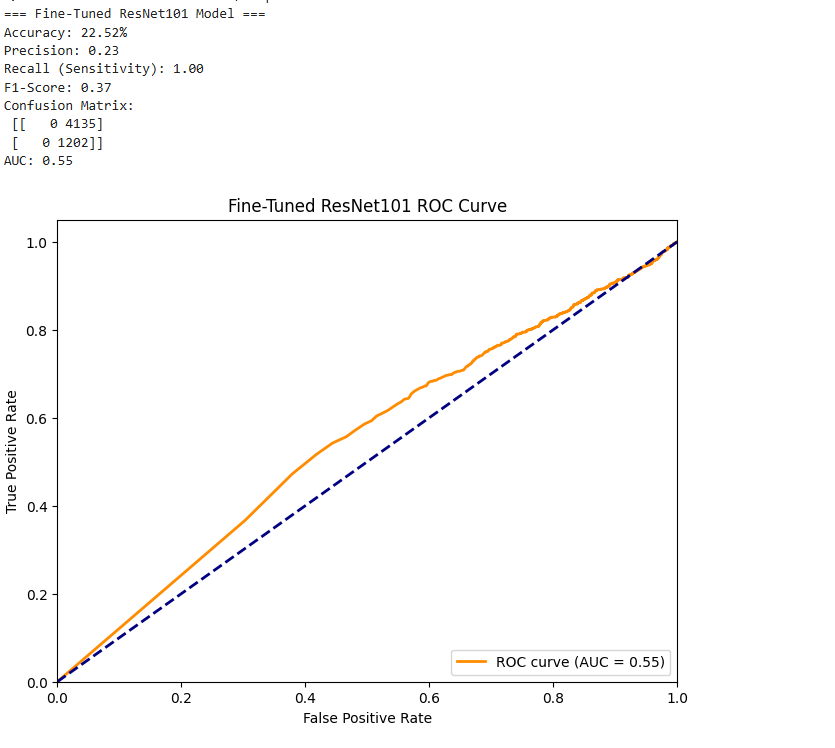 === Fine-Tuned ResNet101 Model ===
Accuracy: 22.52%
Precision: 0.23
Recall (Sensitivity): 1.00
F1-Score: 0.37
Confusion Matrix:
[[   0 4135]
[   0 1202]]
AUC: 0.55
Fine-Tuned ResNet101 ROC Curve
1.0
0.8
0.6
0.4
0.2
0.0
True Positive Rate
ROC curve (AUC = 0.55)
0.0 0.2 0.4 0.6 0.8 1.0
False Positive Rate